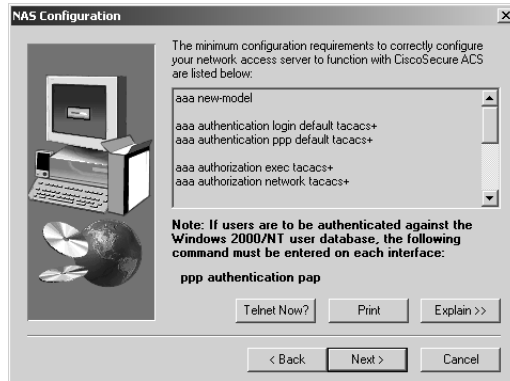 NAS Configuration
The minimum configuration requirements to correctly configure
your network access server to function with CiscoSecure ACS
are listed below:
aaa new-model
aaa authentication login default tacacs+
aaa authentication ppp default tacacs+
aaa authorization exec tacacs+
aaa authorization network tacacs+
Note: If users are to be authenticated against the
Windows 2000/NT user database, the following
command must be entered on each interface:
ppp authentication pap
Telnet Now?
Print
Explain >>
< Back
Next >
Cancel